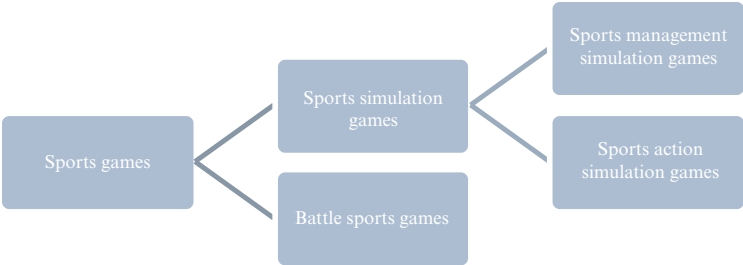 Sports management
simulation games
Sports simulation
games
Sports games
Sports action
simulation games
Battle sports games